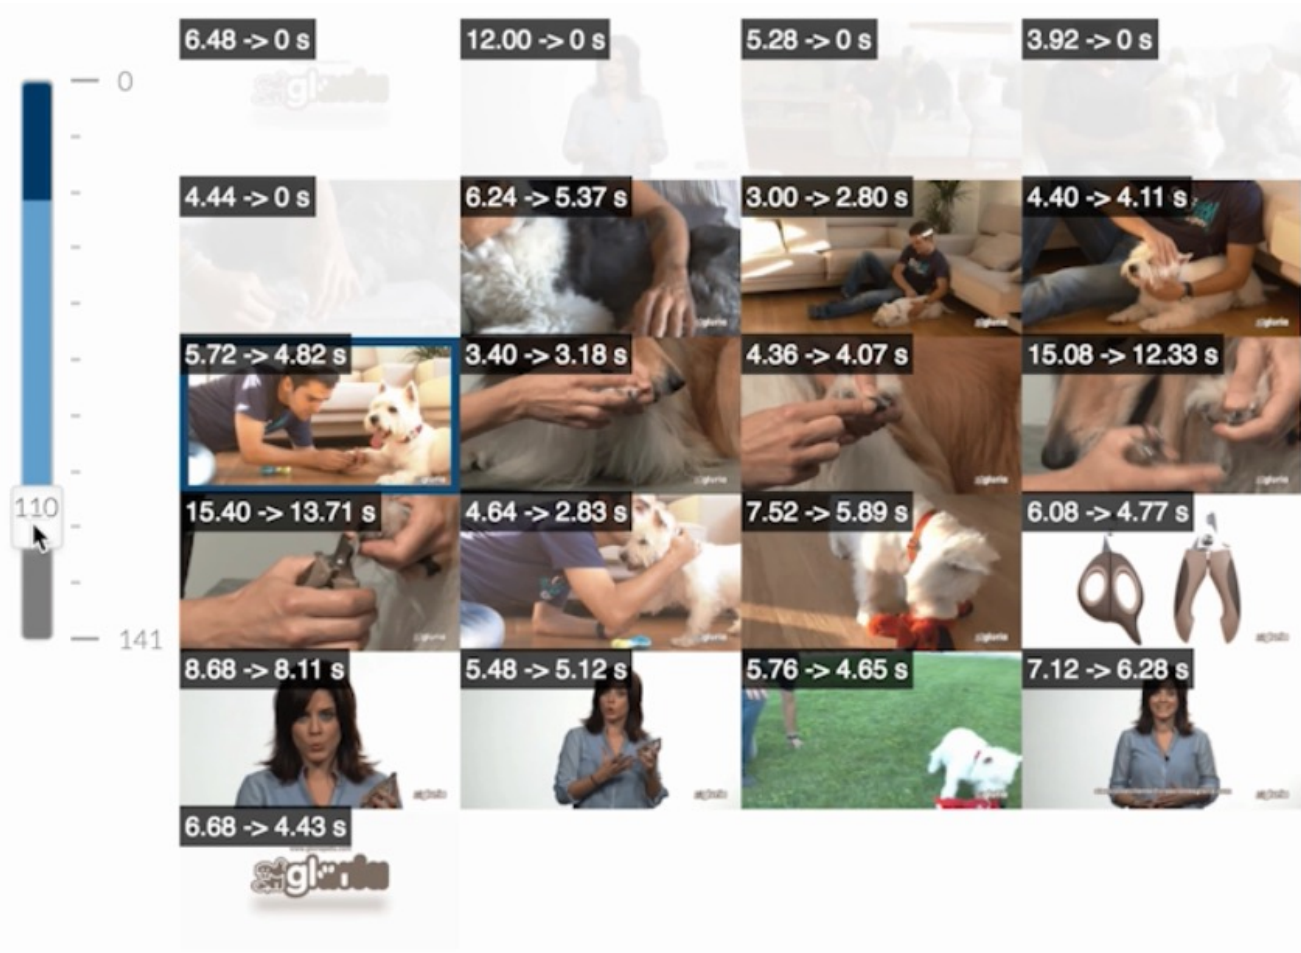 6.48 -> 0 s
12.00 -> 0 s
5.28 -> 0 s
3.92 -> 0 s
0
4.44 -> 0 s
6.24 -> 5.37 s
3.00 -> 2.80 s
4.40 -> 4.11 s
5.72 -> 4.82 s
3.40 -> 3.18 s
4.36 -> 4.07 s
15.08 -> 12.33 s
110
15.40 -> 13.71 s
4.64 -> 2.83 s
7.52 -> 5.89 s
6.08 -> 4.77 s
141
8.68 -> 8.11 s
5.48 -> 5.12 s
5.76 -> 4.65 s
7.12 -> 6.28 s
6.68 -> 4.43 s
gloria